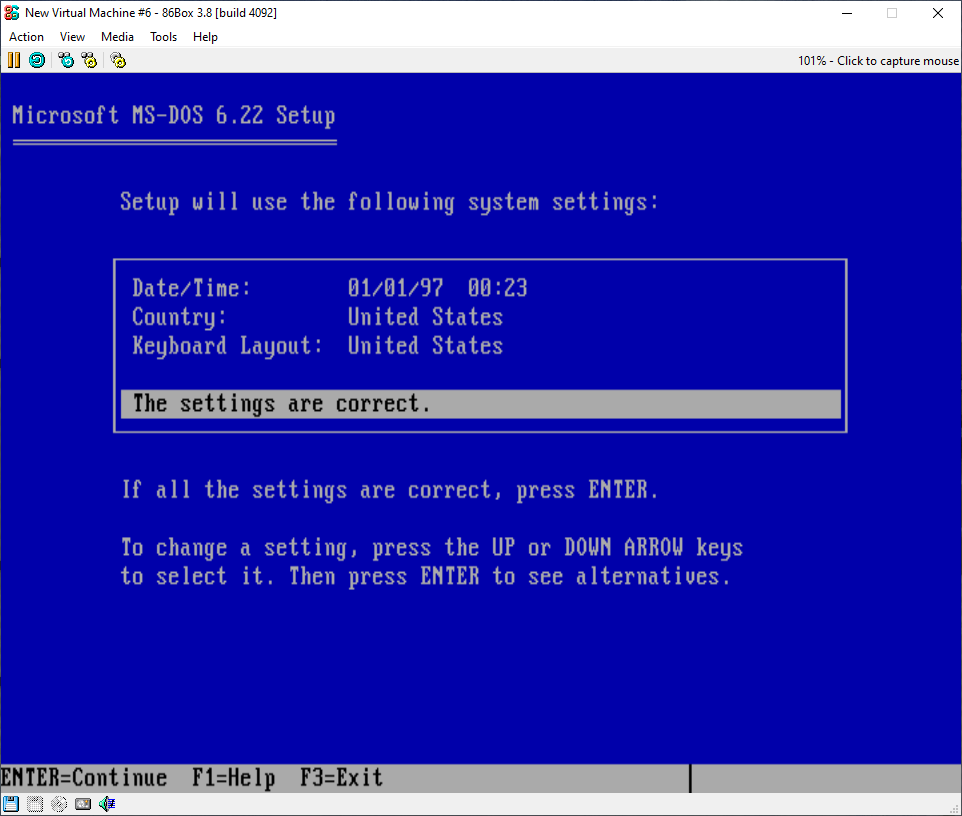 New Virtual Machine #6 - 86Box 3.8 [build 4092]
Action View Media Tools Help
101% - Click to capture mouse
Microsoft MS-DOS 6.22 Setup
Setup will use the following system settings:
Date/Time: 01/01/97 00:23
Country: United States
Keyboard Layout: United States
The settings are correct.
If all the settings are correct, press ENTER.
To change a setting, press the UP or DOWN ARROW keys
to select it. Then press ENTER to see alternatives.
ENTER=Continue F1=Help F3=Exit